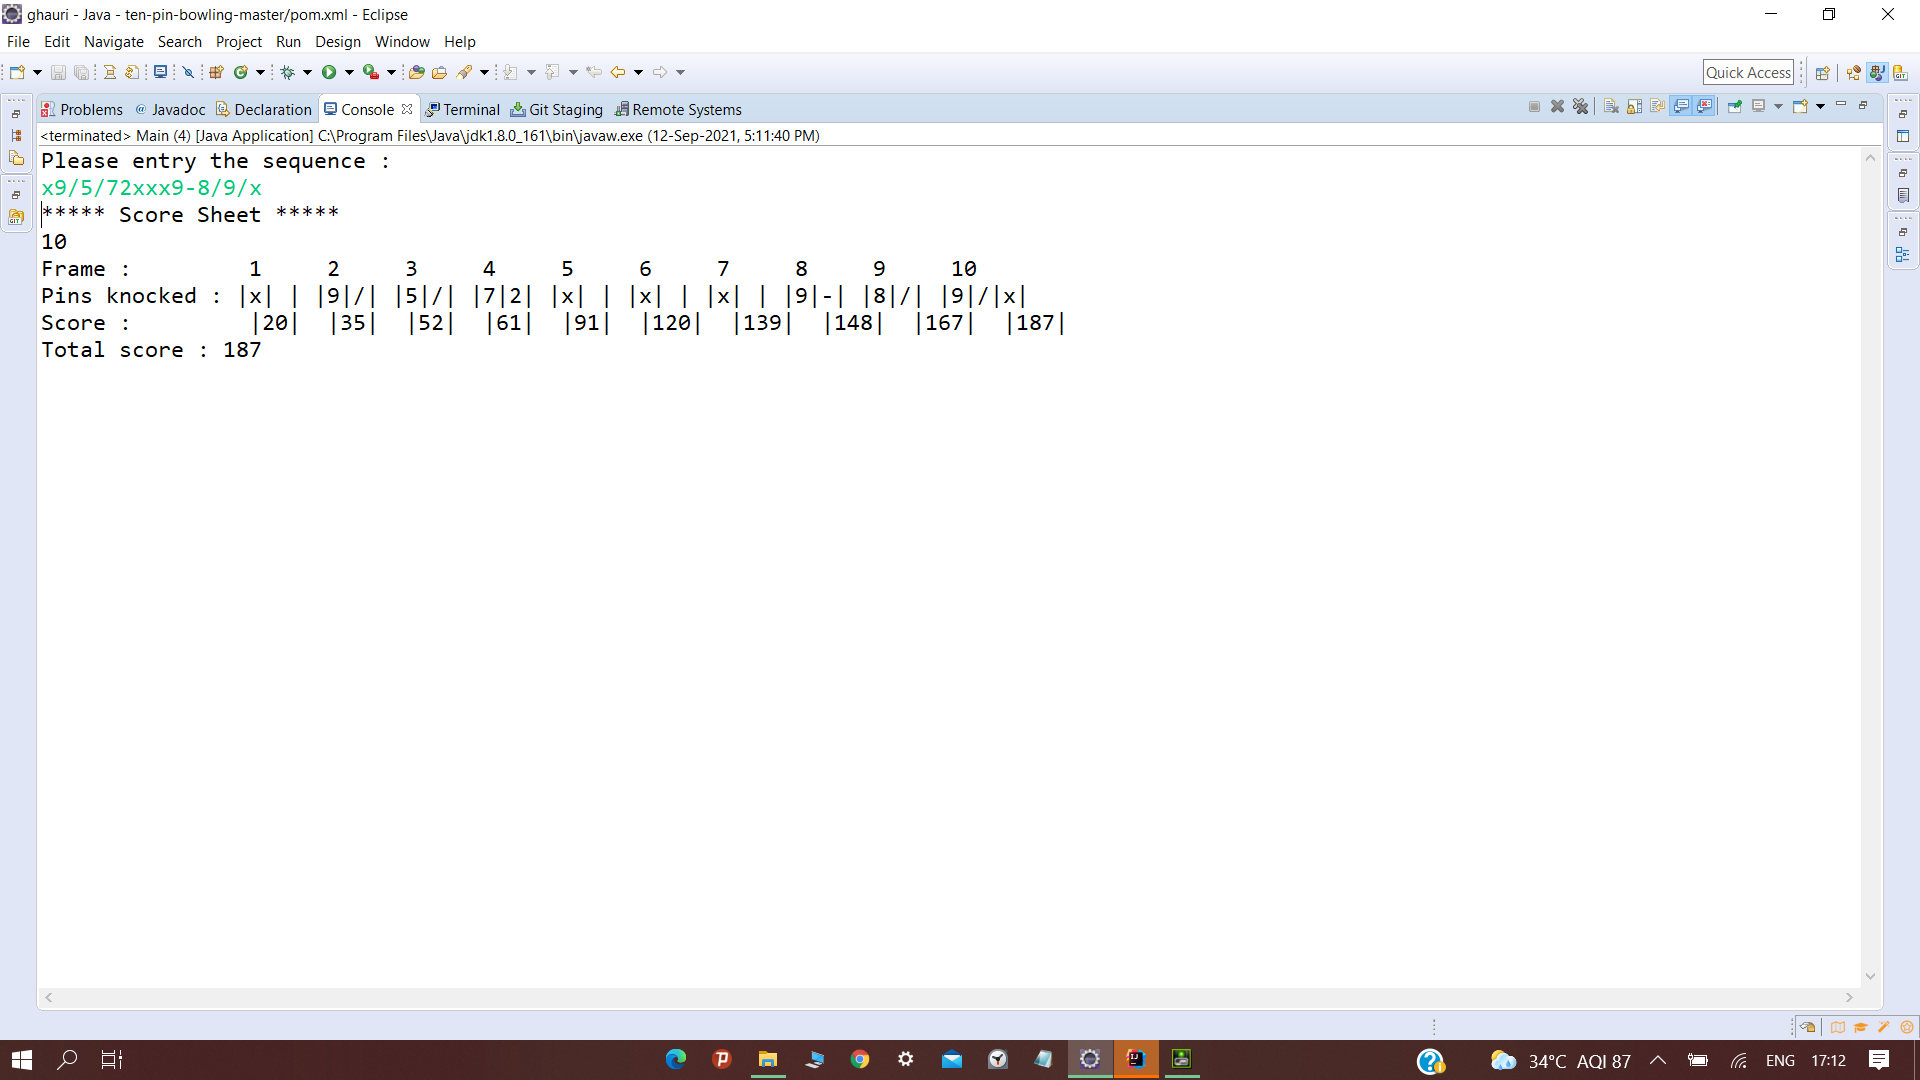 ghauri - Java - ten-pin-bowling-master/pom.xml - Eclipse
File Edit Navigate Search Project Run Design Window Help
Quick Access
Problems @ Javadoc Declaration Console Terminal Git Staging Remote Systems
<terminated> Main (4) [Java Application] C:\Program Files\Java\jdk1.8.0_161\bin\javaw.exe (12-Sep-2021, 5:11:40 PM)
Please entry the sequence :
x9/5/72xxx9-8/9/x
***** Score Sheet *****
10
Frame :         1     2     3     4     5     6     7     8     9     10
Pins knocked : |x| | |9|/| |5|/| |7|2| |x| | |x| | |x| | |9|-| |8|/| |9|/|x|
Score :         |20|  |35|  |52|  |61|  |91|  |120|  |139|  |148|  |167|  |187|
Total score : 187
34°C AQI 87 ENG 17:12